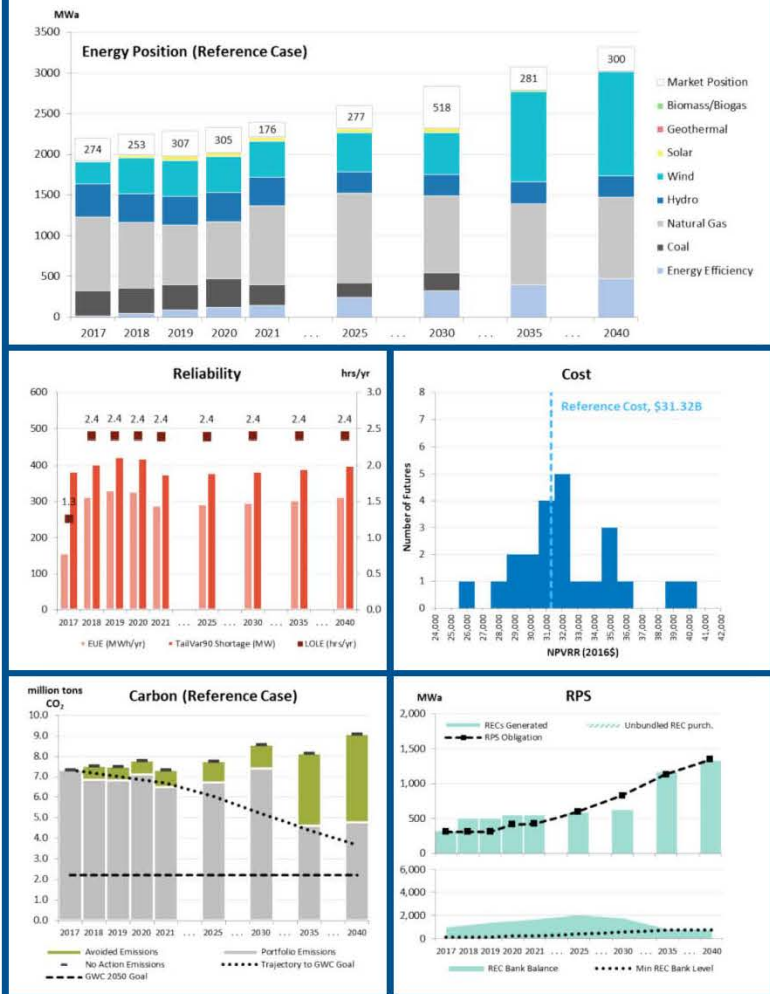 MWa
Energy Position (Reference Case)
3500
3000
2500
2000
1500
1000
500
0
274
253
307
305
176
277
518
281
300
2017 2018 2019 2020 2021 ... 2025 ... 2030 ... 2035 ... 2040
Market Position
Biomass/Biogas
Geothermal
Solar
Wind
Hydro
Natural Gas
Coal
Energy Efficiency
Reliability
hrs/yr
600
500
400
300
200
100
0
3.0
2.5
2.0
1.5
1.0
0.5
0.0
1.3
2.4 2.4 2.4 2.4 2.4 2.4 2.4 2.4
2017 2018 2019 2020 2021 ... 2025 ... 2030 ... 2035 ... 2040
EUE (MWh/yr) TailVar90 Shortage (MW) LOLE (hrs/yr)
Cost
Reference Cost, $31.32B
Number of Futures
8
7
6
5
4
3
2
1
0
24,000
25,000
26,000
27,000
28,000
29,000
30,000
31,000
32,000
33,000
34,000
35,000
36,000
37,000
38,000
39,000
40,000
41,000
42,000
NPVRR (2016$)
million tons
CO2
Carbon (Reference Case)
10.0
9.0
8.0
7.0
6.0
5.0
4.0
3.0
2.0
1.0
0.0
2017 2018 2019 2020 2021 ... 2025 ... 2030 ... 2035 ... 2040
Avoided Emissions Portfolio Emissions
No Action Emissions Trajectory to GWC Goal
GWC 2050 Goal
MWa
RPS
RECs Generated Unbundled REC purch.
RPS Obligation
2,000
1,500
1,000
500
0
6,000
4,000
2,000
0
2017 2018 2019 2020 2021 ... 2025 ... 2030 ... 2035 ... 2040
REC Bank Balance Min REC Bank Level